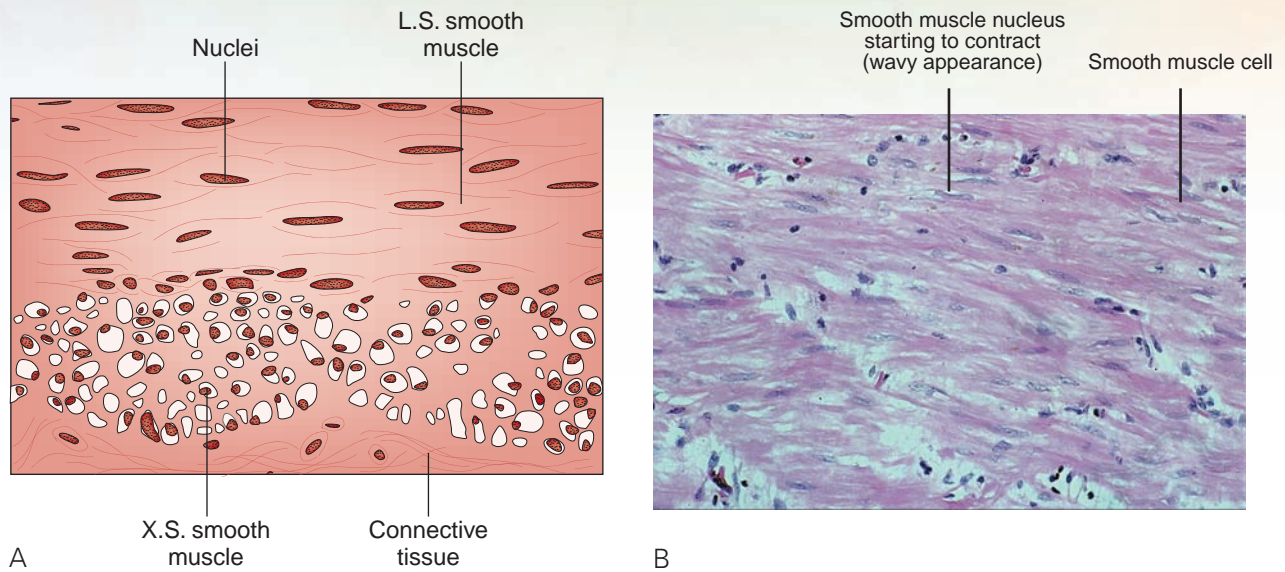 Nuclei
L.S. smooth
muscle
X.S. smooth
muscle
Connective
tissue
A
Smooth muscle nucleus
starting to contract
(wavy appearance)
Smooth muscle cell
B